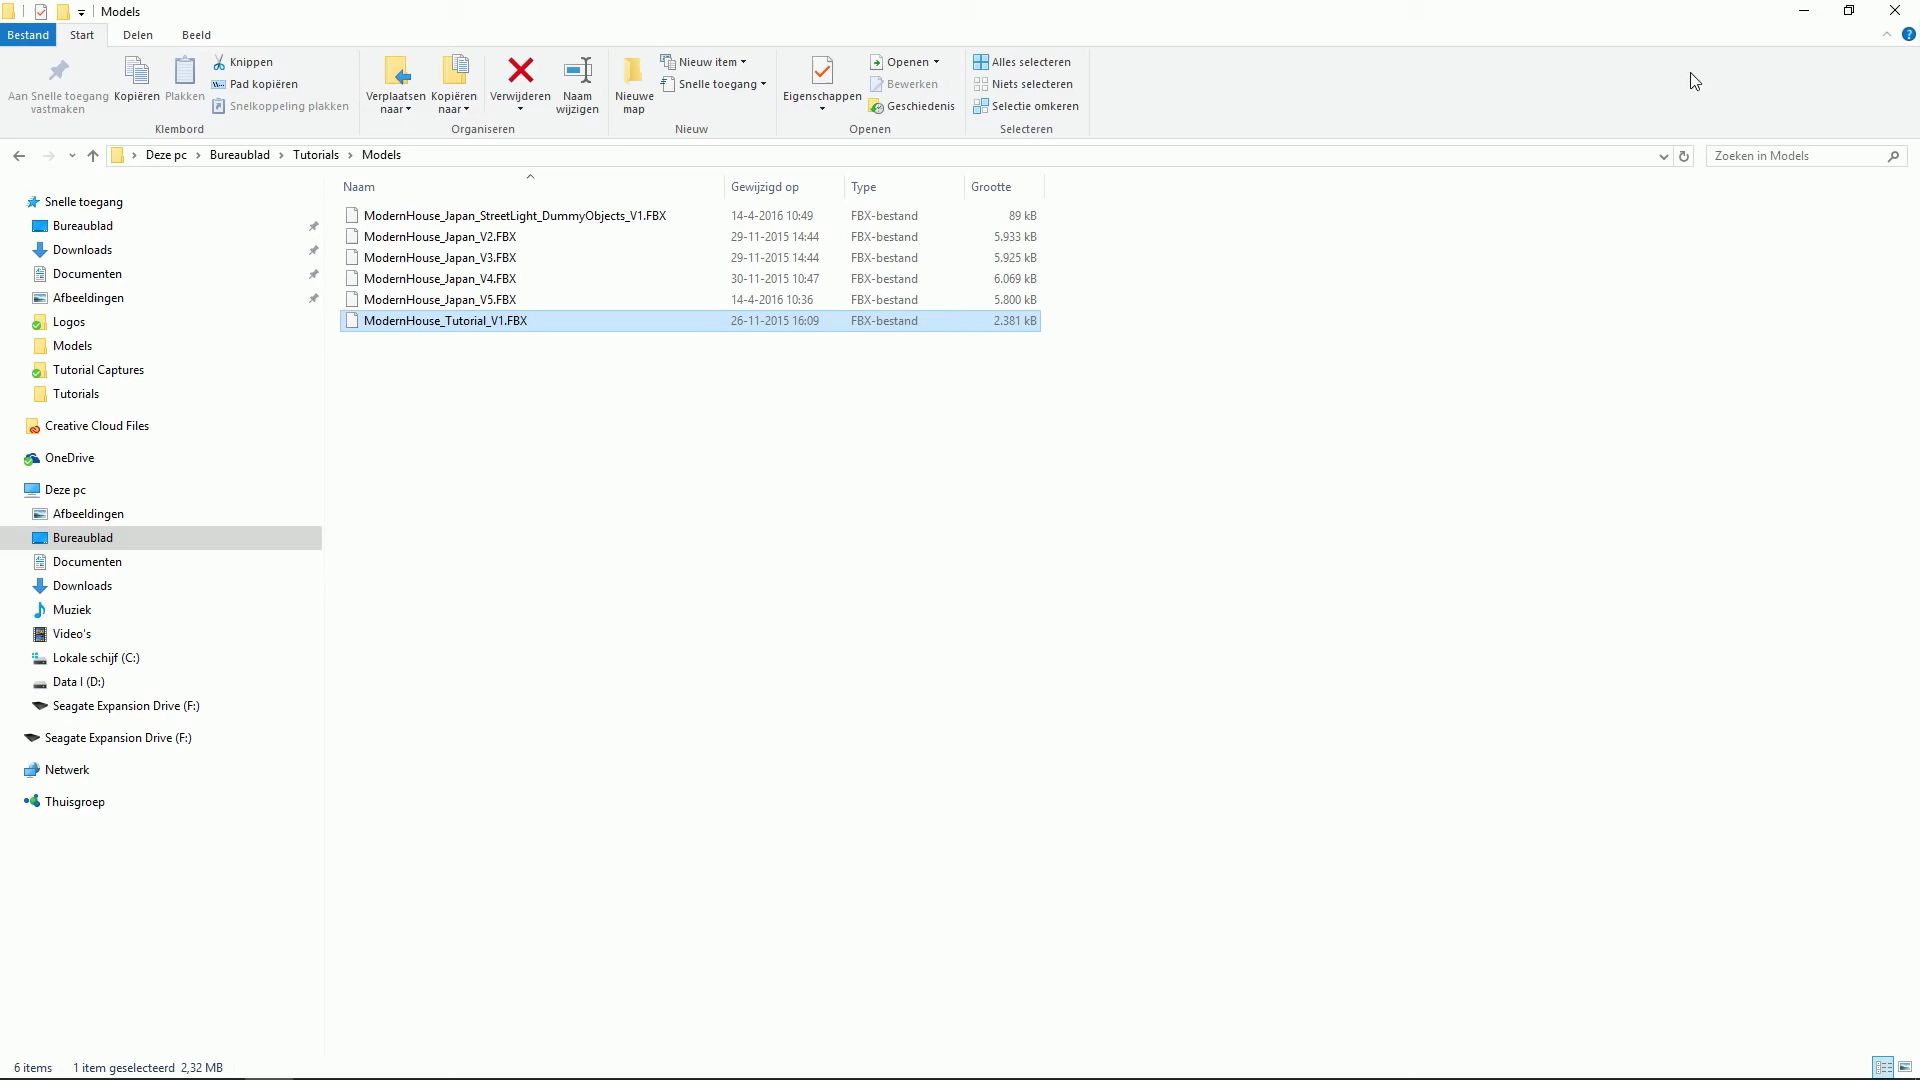 Models
Bestand Start Delen Beeld
Aan Snelle toegang vastmaken
Kopiëren
Plakken
Knippen
Pad kopiëren
Snelkoppeling plakken
Klembord
Verplaatsen naar
Kopiëren naar
Verwijderen
Naam wijzigen
Organiseren
Nieuwe map
Nieuw item
Snelle toegang
Nieuw
Eigenschappen
Openen
Bewerken
Geschiedenis
Openen
Alles selecteren
Niets selecteren
Selectie omkeren
Selecteren
Deze pc > Bureaublad > Tutorials > Models
Zoeken in Models
Snelle toegang
Bureaublad
Downloads
Documenten
Afbeeldingen
Logos
Models
Tutorial Captures
Tutorials
Creative Cloud Files
OneDrive
Deze pc
Afbeeldingen
Bureaublad
Documenten
Downloads
Muziek
Video's
Lokale schijf (C:)
Data I (D:)
Seagate Expansion Drive (F:)
Seagate Expansion Drive (F:)
Netwerk
Thuisgroep
Naam Gewijzigd op Type Grootte
ModernHouse_Japan_StreetLight_DummyObjects_V1.FBX 14-4-2016 10:49 FBX-bestand 89 kB
ModernHouse_Japan_V2.FBX 29-11-2015 14:44 FBX-bestand 5.933 kB
ModernHouse_Japan_V3.FBX 29-11-2015 14:44 FBX-bestand 5.925 kB
ModernHouse_Japan_V4.FBX 30-11-2015 10:47 FBX-bestand 6.069 kB
ModernHouse_Japan_V5.FBX 14-4-2016 10:36 FBX-bestand 5.800 kB
ModernHouse_Tutorial_V1.FBX 26-11-2015 16:09 FBX-bestand 2.381 kB
6 items 1 item geselecteerd 2,32 MB